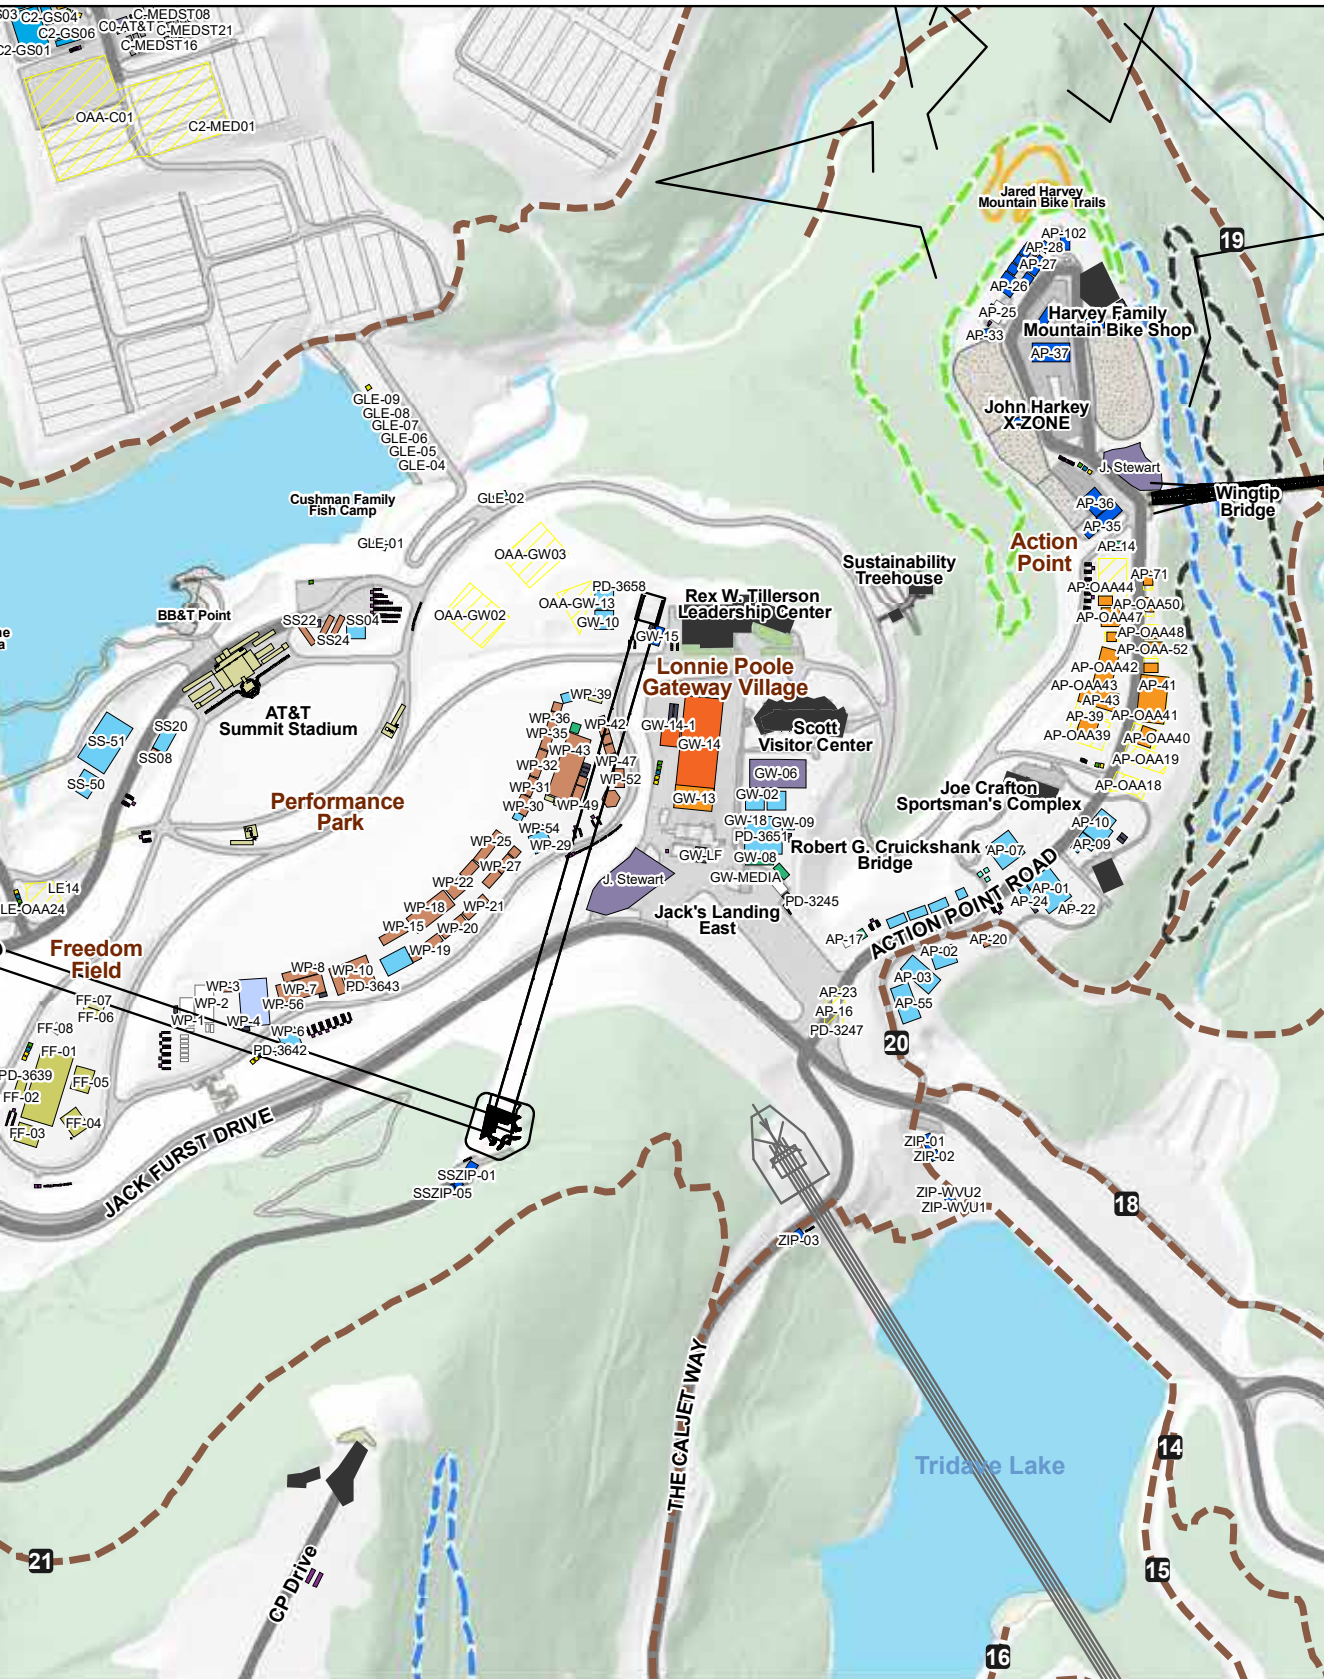 C2-GS04
C-MEDST08
C0-AT&T
C-MEDST21
C2-GS06
C-MEDST16
C2-GS01
OAA-C01
C2-MED01
Jared Harvey
Mountain Bike Trails
19
AP-102
AP-28
AP-27
AP-26
AP-25
AP-33
Harvey Family
Mountain Bike Shop
AP-37
GLE-09
GLE-08
GLE-07
GLE-06
GLE-05
GLE-04
John Harkey
X-ZONE
J. Stewart
Wingtip
Bridge
Cushman Family
Fish Camp
GLE-02
GLE-01
AP-36
AP-35
AP-14
Action
Point
OAA-GW03
OAA-GW02
OAA-GW-13
PD-3658
GW-10
GW-15
Rex W. Tillerson
Leadership Center
Sustainability
Treehouse
AP-71
AP-OAA44
AP-OAA50
AP-OAA47
AP-OAA48
AP-OAA-52
AP-OAA42
AP-OAA43
AP-41
AP-43
AP-39
AP-OAA41
AP-OAA39
AP-OAA40
AP-OAA19
AP-OAA18
BB&T Point
SS22
SS04
SS24
Lonnie Poole
Gateway Village
AT&T
Summit Stadium
SS20
SS-51
SS08
SS-50
WP-39
WP-36
WP-42
WP-35
WP-43
WP-47
WP-32
WP-52
WP-31
WP-49
WP-30
WP-54
WP-29
WP-25
WP-27
WP-22
WP-18
WP-21
WP-15
WP-20
WP-19
GW-14-1
GW-14
GW-13
Scott
Visitor Center
GW-06
GW-02
GW-18
GW-09
PD-3651
GW-08
GW-LF
GW-MEDIA
PD-3245
Performance
Park
Joe Crafton
Sportsman's Complex
Robert G. Cruickshank
Bridge
AP-10
AP-09
AP-07
AP-01
AP-24
AP-22
ACTION POINT ROAD
J. Stewart
Jack's Landing
East
AP-17
AP-20
AP-02
AP-03
AP-55
AP-23
AP-16
PD-3247
20
LE14
LE-OAA24
Freedom
Field
WP-8
WP-10
WP-3
WP-7
PD-3643
WP-2
WP-56
WP-1
WP-4
WP-6
PD-3642
FF-07
FF-06
FF-08
FF-01
PD-3639
FF-05
FF-02
FF-04
FF-03
JACK FURST DRIVE
SSZIP-01
SSZIP-05
ZIP-01
ZIP-02
ZIP-WVU2
ZIP-WVU1
ZIP-03
18
THE CALJET WAY
Tridave Lake
14
15
16
21
CP Drive